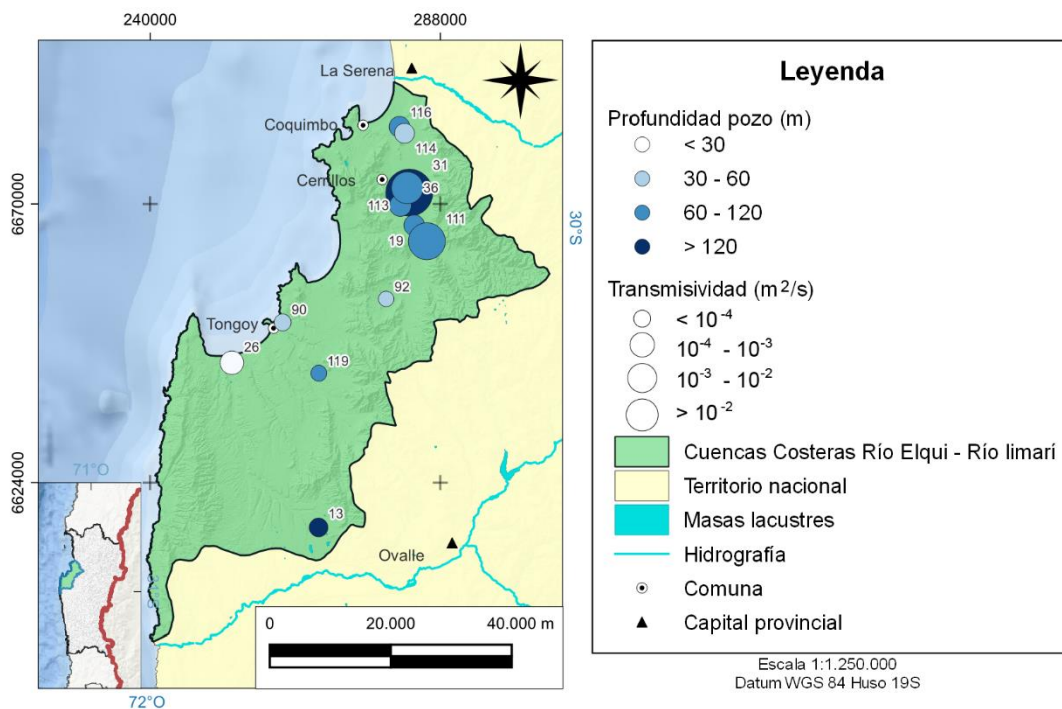 240000
288000
La Serena
Coquimbo
116
114
Cerrillos
31
36
6670000
113
111
30°S
19
92
90
Tongoy
26
119
6624000
71°O
13
Ovalle
0
20.000
40.000 m
72°O
Leyenda
Profundidad pozo (m)
< 30
30 - 60
60 - 120
> 120
Transmisividad (m²/s)
< 10⁻⁴
10⁻⁴ - 10⁻³
10⁻³ - 10⁻²
> 10⁻²
Cuencas Costeras Río Elqui - Río limarí
Territorio nacional
Masas lacustres
Hidrografía
Comuna
Capital provincial
Escala 1:1.250.000
Datum WGS 84 Huso 19S